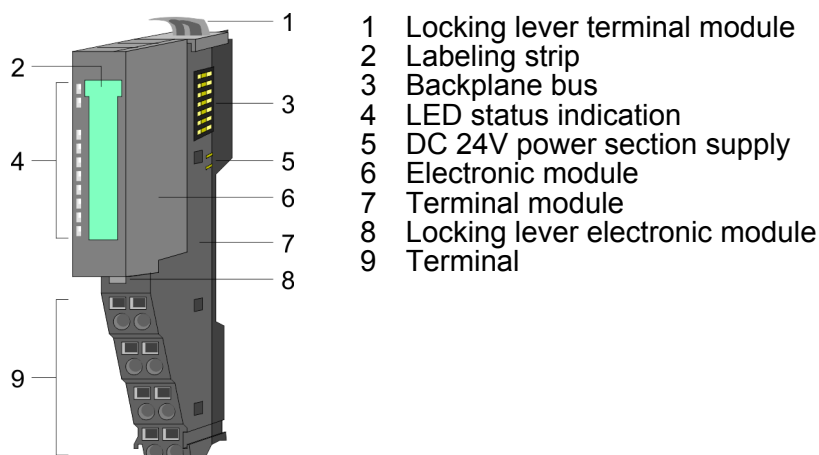 1
2
3
4
5
6
7
8
9
1 Locking lever terminal module
2 Labeling strip
3 Backplane bus
4 LED status indication
5 DC 24V power section supply
6 Electronic module
7 Terminal module
8 Locking lever electronic module
9 Terminal